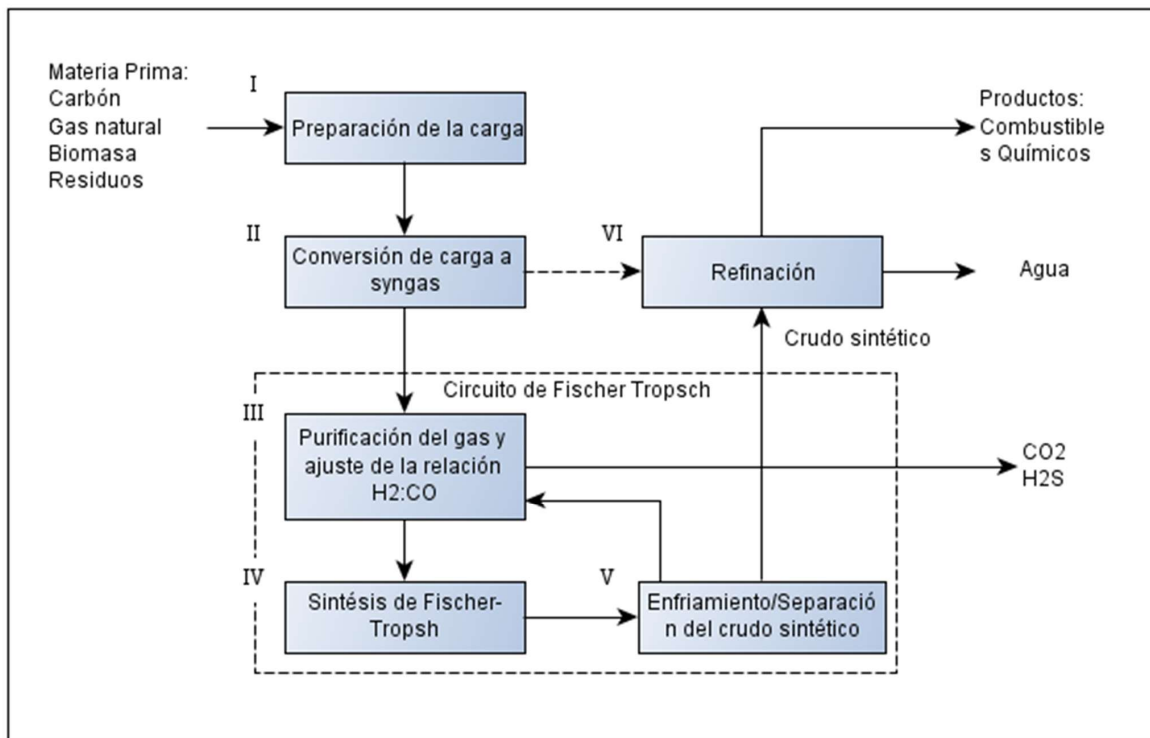 Materia Prima:
Carbón
Gas natural
Biomasa
Residuos
I
Preparación de la carga
Productos:
Combustible
s Químicos
II
Conversión de carga a
syngas
VI
Refinación
Agua
Crudo sintético
Circuito de Fischer Tropsch
III
Purificación del gas y
ajuste de la relación
H2:CO
CO2
H2S
IV
Sintésis de Fischer-
Tropsh
V
Enfriamiento/Separació
n del crudo sintético